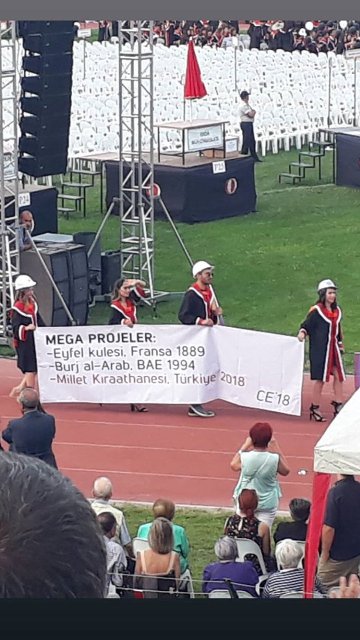 MEGA PROJELER:
-Eyfel kulesi, Fransa 1889
-Burj al-Arab, BAE 1994
-Millet Kıraathanesi, Türkiye 2018
CE'18